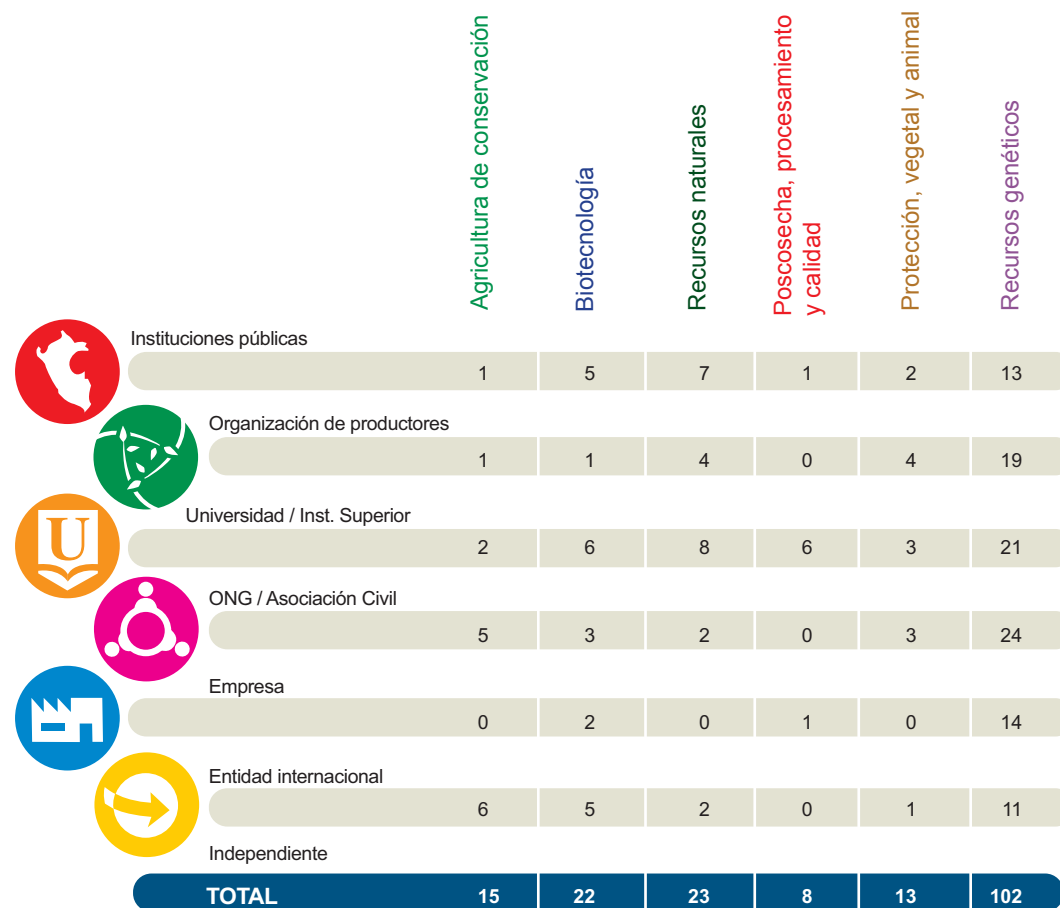 Agricultura de conservación
Biotecnología
Recursos naturales
Poscosecha, procesamiento
y calidad
Protección, vegetal y animal
Recursos genéticos
Instituciones públicas
1 5 7 1 2 13
Organización de productores
1 1 4 0 4 19
Universidad / Inst. Superior
U
2 6 8 6 3 21
ONG / Asociación Civil
5 3 2 0 3 24
Empresa
0 2 0 1 0 14
Entidad internacional
6 5 2 0 1 11
Independiente
TOTAL 15 22 23 8 13 102